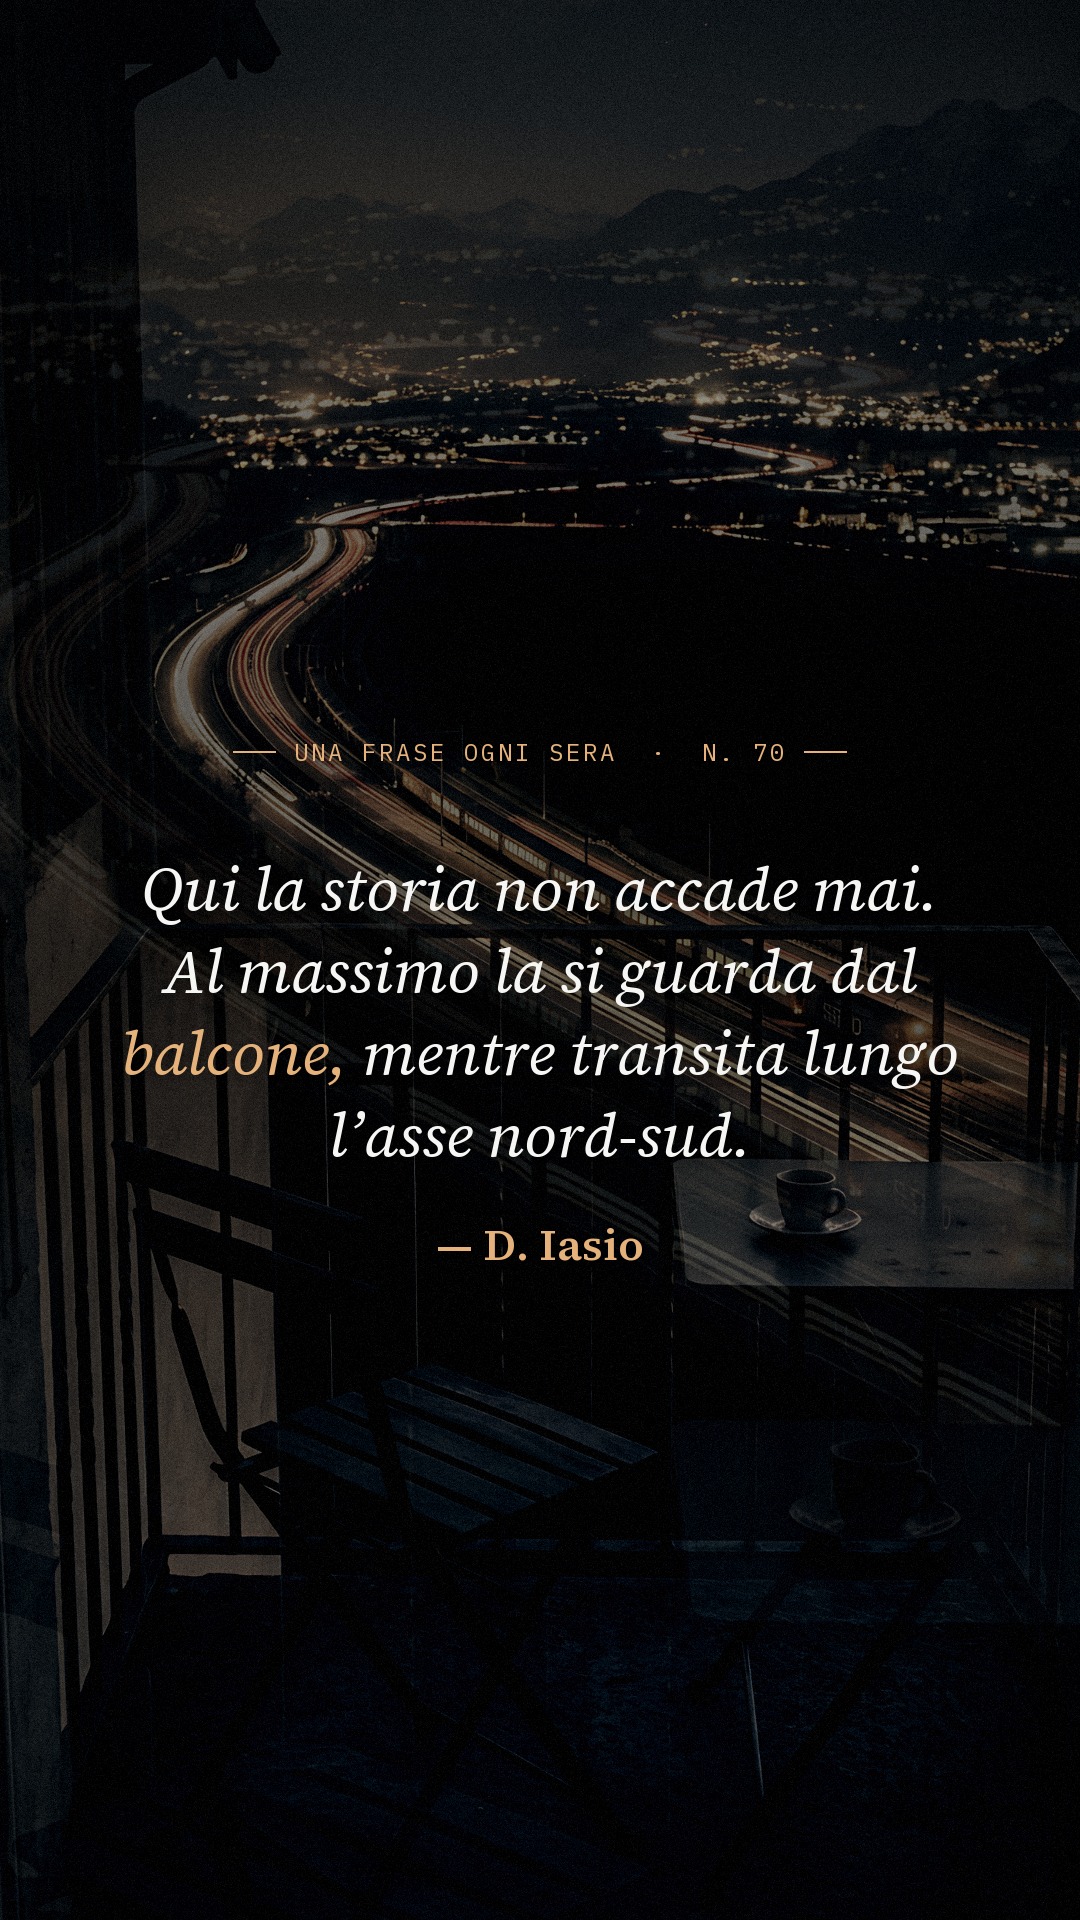 UNA FRASE OGNI SERA · N. 70
Qui la storia non accade mai.
Al massimo la si guarda dal
balcone, mentre transita lungo
l’asse nord-sud.
— D. Iasio